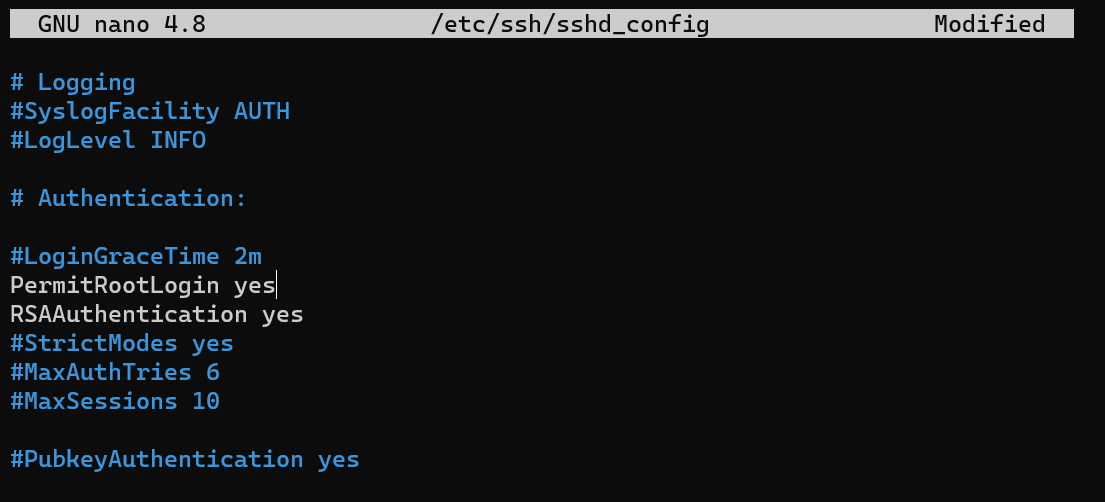 GNU nano 4.8 /etc/ssh/sshd_config Modified
# Logging
#SyslogFacility AUTH
#LogLevel INFO
# Authentication:
#LoginGraceTime 2m
PermitRootLogin yes
RSAAuthentication yes
#StrictModes yes
#MaxAuthTries 6
#MaxSessions 10
#PubkeyAuthentication yes